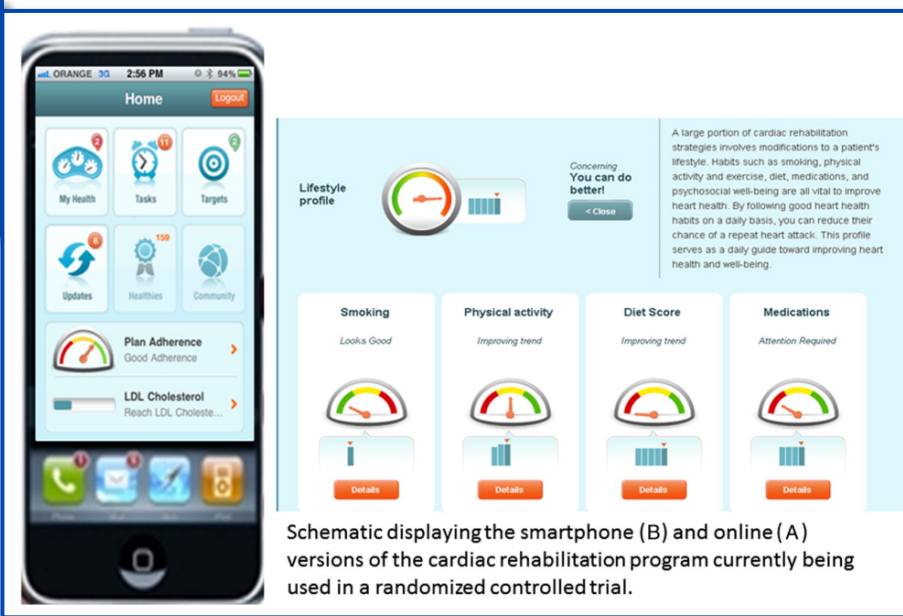 ORANGE 3G 2:56 PM 94%
Home Logout
2 11 2
My Health Tasks Targets
8 159
Updates Healthies Community
Plan Adherence
Good Adherence
LDL Cholesterol
Reach LDL Choleste...
Lifestyle
profile
Concerning
You can do
better!
< Close
A large portion of cardiac rehabilitation
strategies involves modifications to a patient's
lifestyle. Habits such as smoking, physical
activity and exercise, diet, medications, and
psychosocial well-being are all vital to improve
heart health. By following good heart health
habits on a daily basis, you can reduce their
chance of a repeat heart attack. This profile
serves as a daily guide toward improving heart
health and well-being.
Smoking Physical activity Diet Score Medications
Looks Good Improving trend Improving trend Attention Required
Details Details Details Details
Schematic displaying the smartphone (B) and online (A)
versions of the cardiac rehabilitation program currently being
used in a randomized controlled trial.